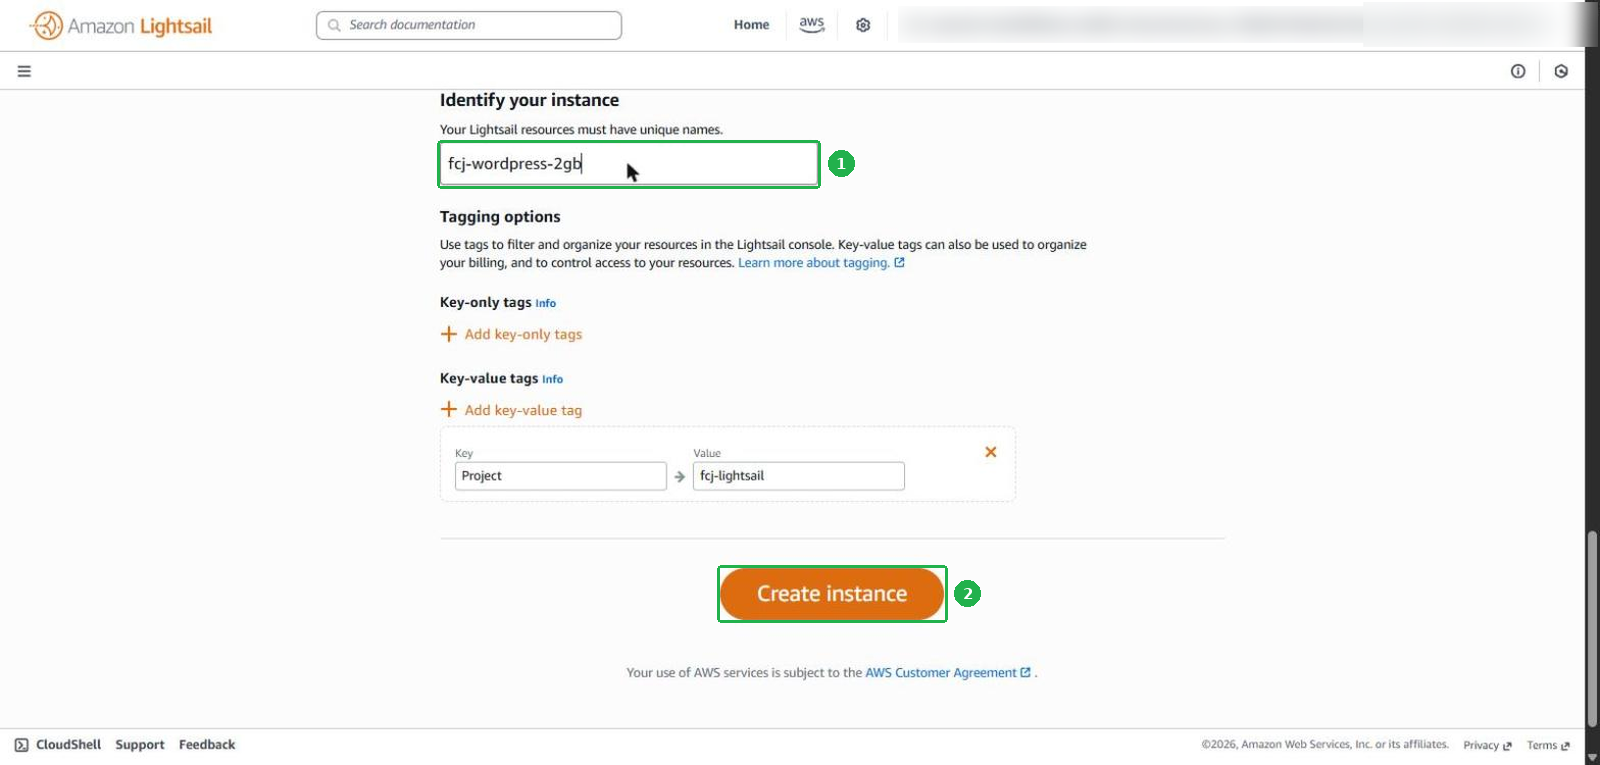 Amazon Lightsail
Search documentation
Home
aws
Identify your instance
Your Lightsail resources must have unique names.
fcj-wordpress-2gb
1
Tagging options
Use tags to filter and organize your resources in the Lightsail console. Key-value tags can also be used to organize
your billing, and to control access to your resources. Learn more about tagging.
Key-only tags Info
Add key-only tags
Key-value tags Info
Add key-value tag
Key Value
Project fcj-lightsail
Create instance
2
Your use of AWS services is subject to the AWS Customer Agreement .
CloudShell Support Feedback ©2026, Amazon Web Services, Inc. or its affiliates. Privacy Terms